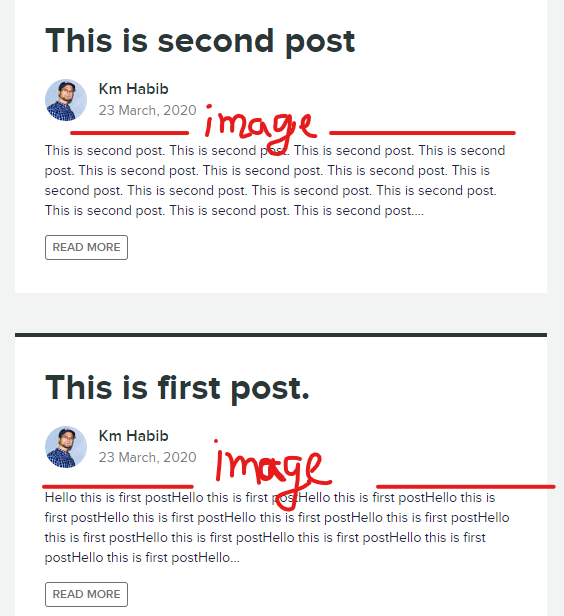 This is second post
Km Habib
23 March, 2020
image
This is second post. This is second post. This is second post. This is second
post. This is second post. This is second post. This is second post. This is
second post. This is second post. This is second post. This is second post.
This is second post. This is second post. This is second post....
READ MORE
This is first post.
Km Habib
23 March, 2020
image
Hello this is first postHello this is first postHello this is first postHello this is
first postHello this is first postHello this is first postHello this is first postHello
this is first postHello this is first postHello this is first postHello this is first
postHello this is first postHello...
READ MORE